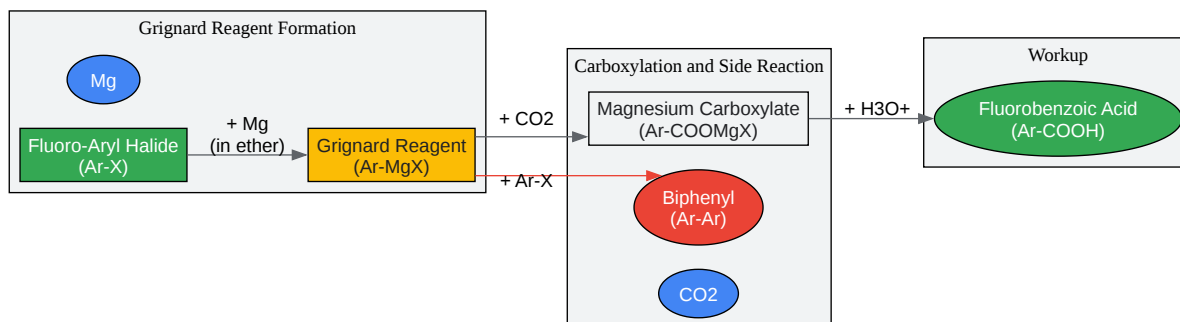 Grignard Reagent Formation
Mg
Fluoro-Aryl Halide
(Ar-X)
+ Mg
(in ether)
Grignard Reagent
(Ar-MgX)
+ CO2
+ Ar-X
Carboxylation and Side Reaction
Magnesium Carboxylate
(Ar-COOMgX)
Biphenyl
(Ar-Ar)
CO2
+ H3O+
Workup
Fluorobenzoic Acid
(Ar-COOH)